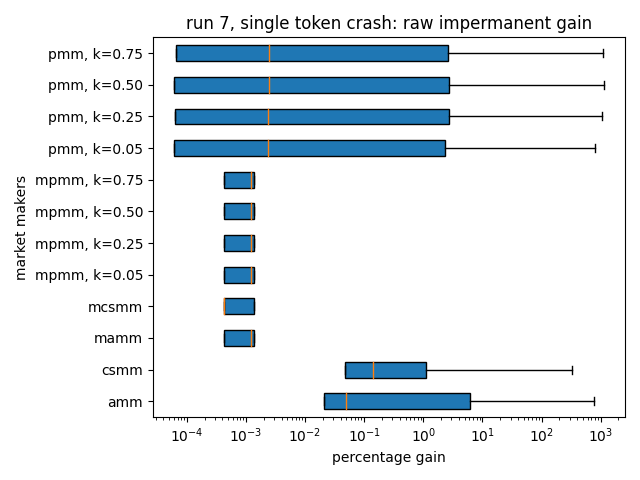 run 7, single token crash: raw impermanent gain
pmm, k=0.75
pmm, k=0.50
pmm, k=0.25
pmm, k=0.05
mpmm, k=0.75
mpmm, k=0.50
mpmm, k=0.25
mpmm, k=0.05
mcsmm
mamm
csmm
amm
market makers
10⁻⁴ 10⁻³ 10⁻² 10⁻¹ 10⁰ 10¹ 10² 10³
percentage gain